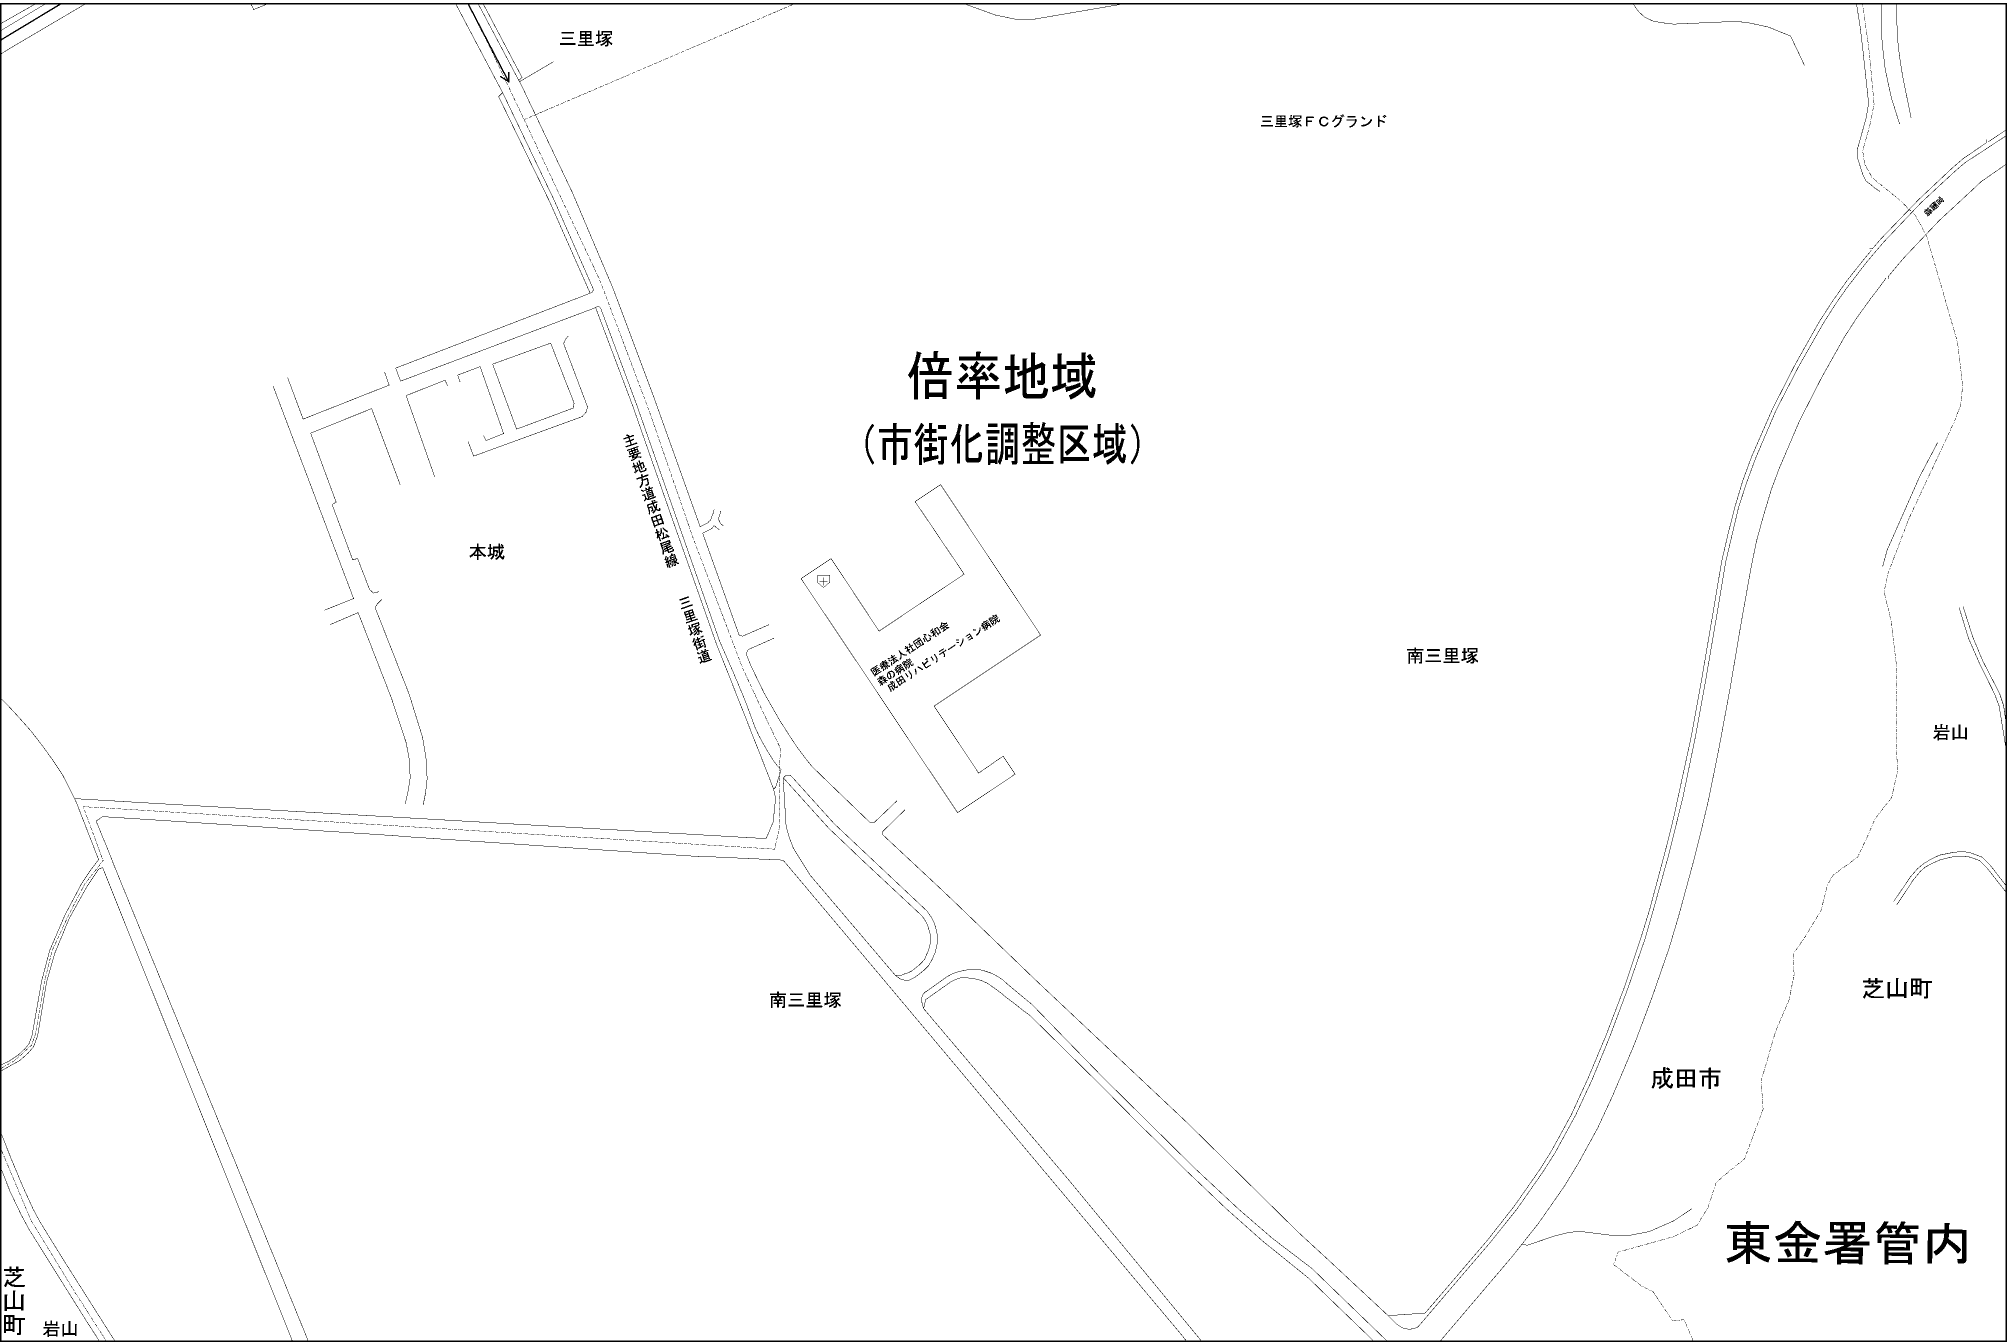 三里塚
三里塚ＦＣグランド
倍率地域
（市街化調整区域）
主要地方道成田松尾線　三里塚街道
本城
医療法人社団心和会
森の病院
成田リハビリテーション病院
南三里塚
岩山
芝山町
南三里塚
成田市
東金署管内
芝山町
岩山